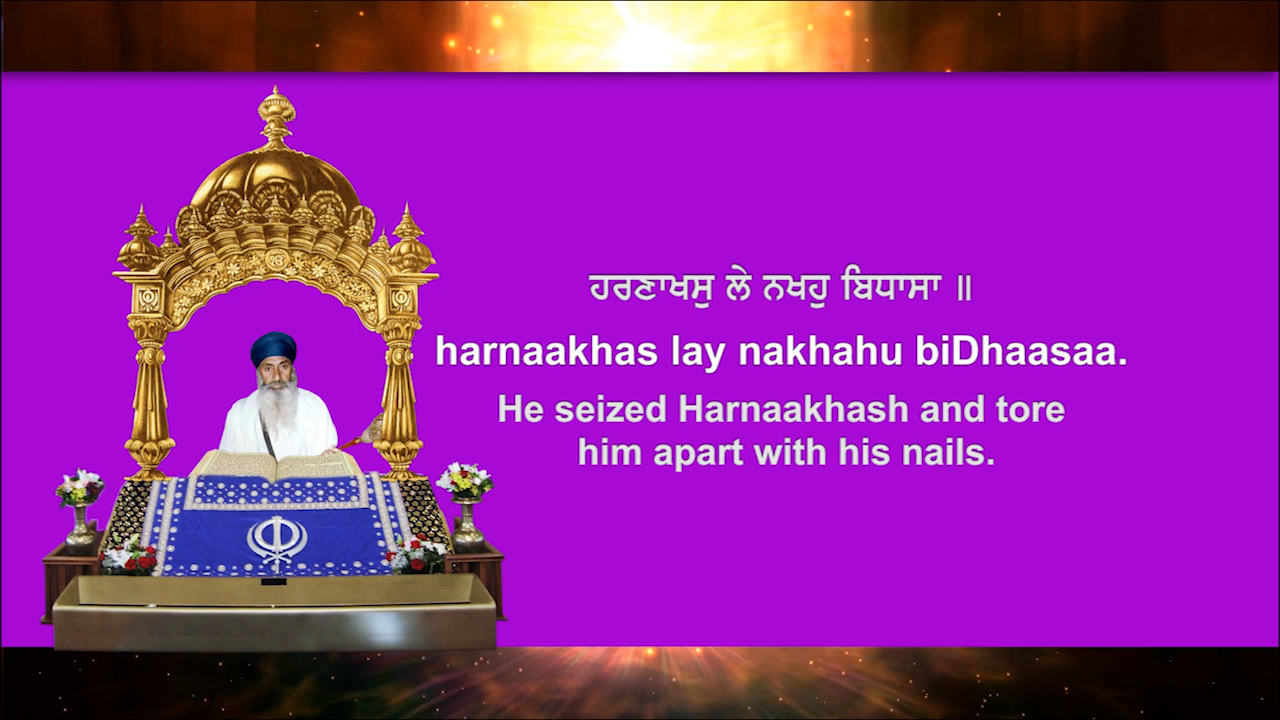 ਹਰਣਾਖਸੁ ਲੇ ਨਖਹੁ ਬਿਧਾਸਾ ॥
harnaakhas lay nakhahu biDhaasaa.
He seized Harnaakhash and tore
him apart with his nails.